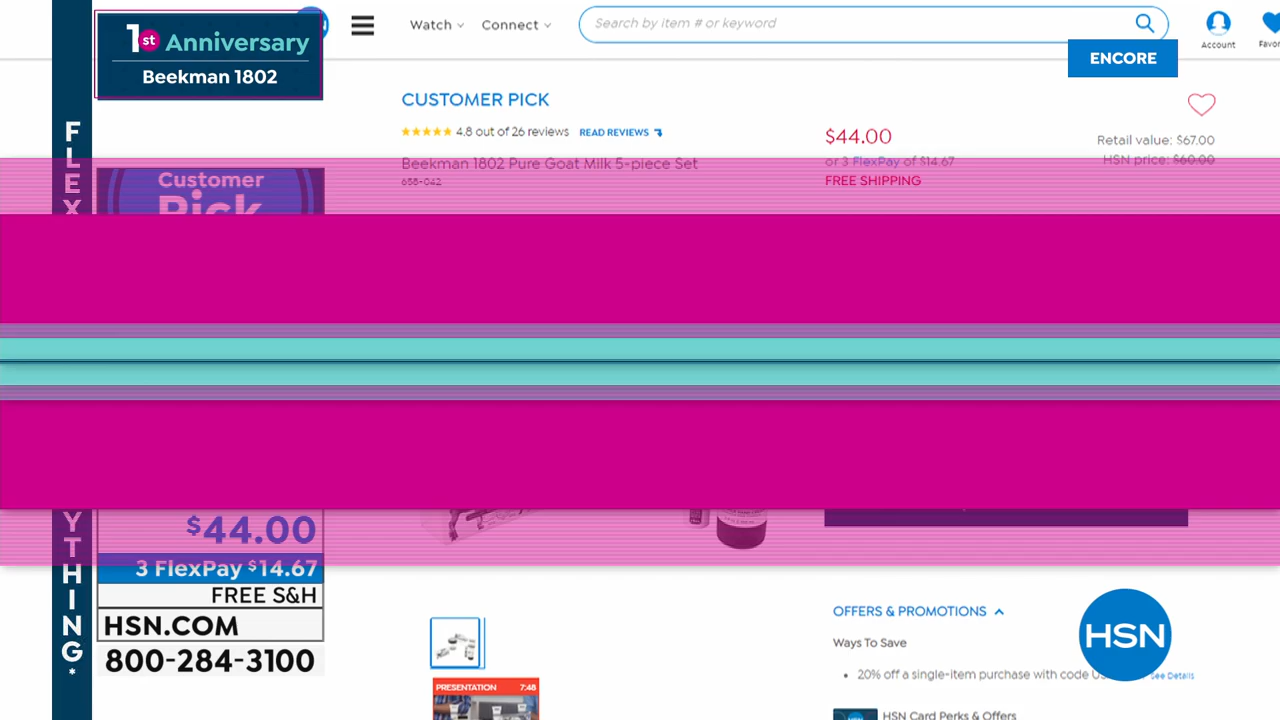 1st Anniversary
Beekman 1802
Watch
Connect
Search by item # or keyword
Account
ENCORE
CUSTOMER PICK
4.8 out of 26 reviews READ REVIEWS
Beekman 1802 Pure Goat Milk 5-piece Set
658-042
$44.00
or 3 FlexPay of $14.67
FREE SHIPPING
Retail value: $67.00
HSN price: $60.00
FLEX
YTHING*
Customer
Pick
$44.00
3 FlexPay $14.67
FREE S&H
HSN.COM
800-284-3100
PRESENTATION 7:48
OFFERS & PROMOTIONS
Ways To Save
• 20% off a single-item purchase with code
See Details
HSN
HSN Card Perks & Offers